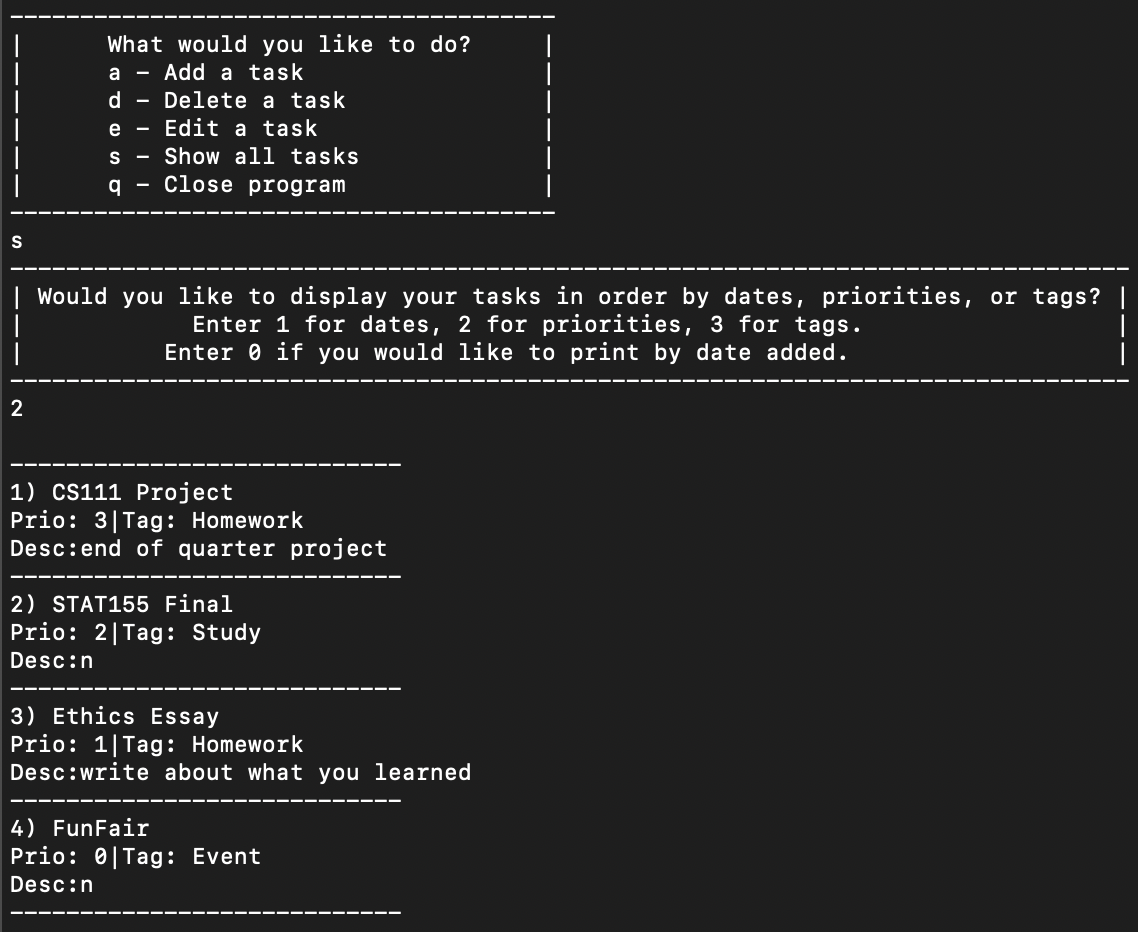 ---------------------------------------
|      What would you like to do?     |
|      a - Add a task                 |
|      d - Delete a task              |
|      e - Edit a task                |
|      s - Show all tasks             |
|      q - Close program              |
---------------------------------------
s
--------------------------------------------------------------------------------
| Would you like to display your tasks in order by dates, priorities, or tags? |
|            Enter 1 for dates, 2 for priorities, 3 for tags.                  |
|          Enter 0 if you would like to print by date added.                   |
--------------------------------------------------------------------------------
2

----------------------------
1) CS111 Project
Prio: 3|Tag: Homework
Desc:end of quarter project
----------------------------
2) STAT155 Final
Prio: 2|Tag: Study
Desc:n
----------------------------
3) Ethics Essay
Prio: 1|Tag: Homework
Desc:write about what you learned
----------------------------
4) FunFair
Prio: 0|Tag: Event
Desc:n
----------------------------